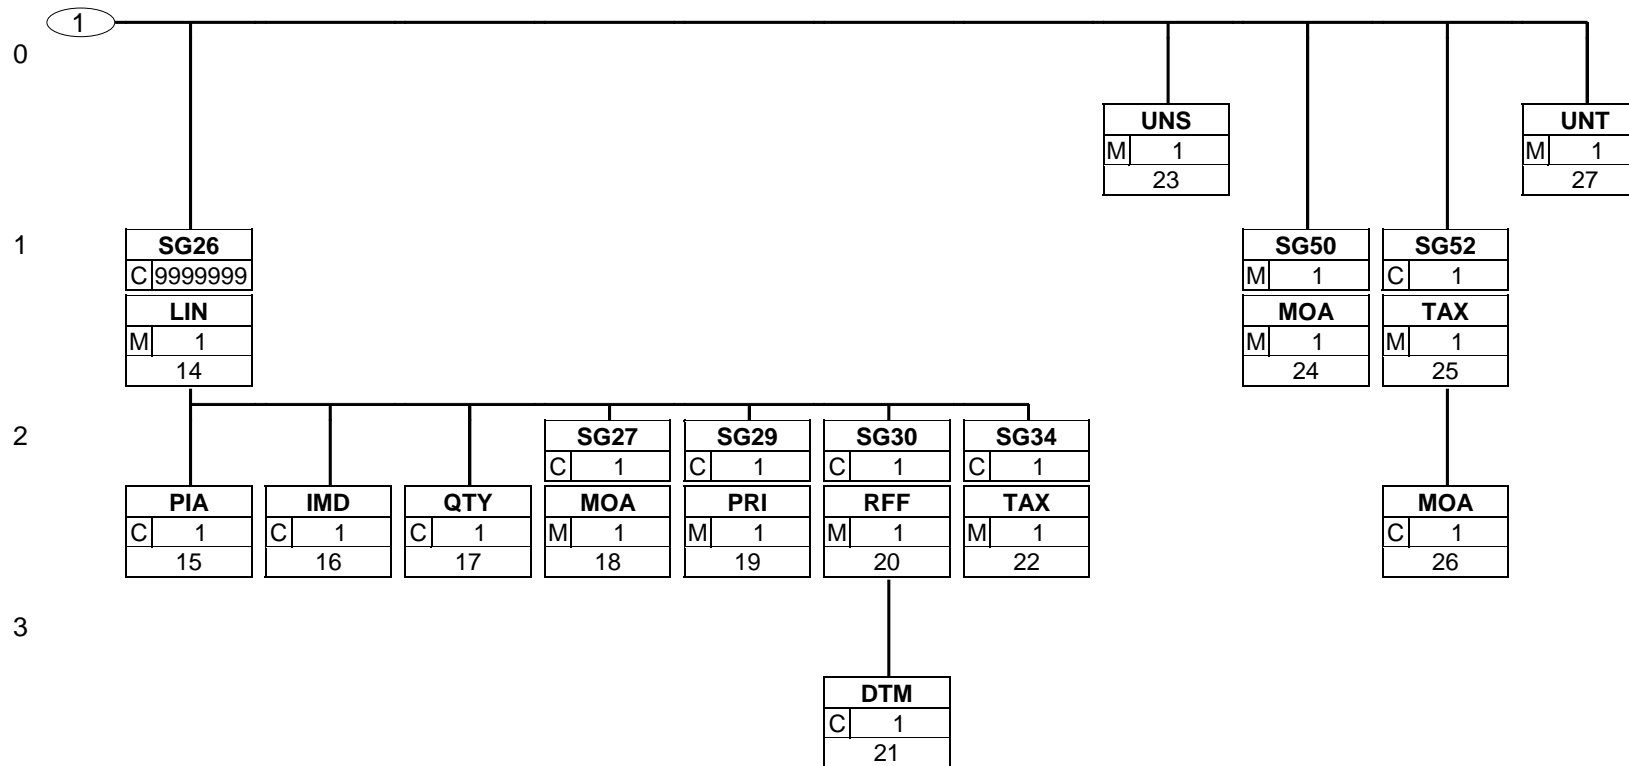 1
0
UNS
UNT
M 1
M 1
23
27
1
SG26
SG50
SG52
C 9999999
M 1
C 1
LIN
MOA
TAX
M 1
M 1
M 1
14
24
25
2
SG27
SG29
SG30
SG34
C 1
C 1
C 1
C 1
PIA
IMD
QTY
MOA
PRI
RFF
TAX
MOA
C 1
C 1
C 1
M 1
M 1
M 1
M 1
C 1
15
16
17
18
19
20
22
26
3
DTM
C 1
21